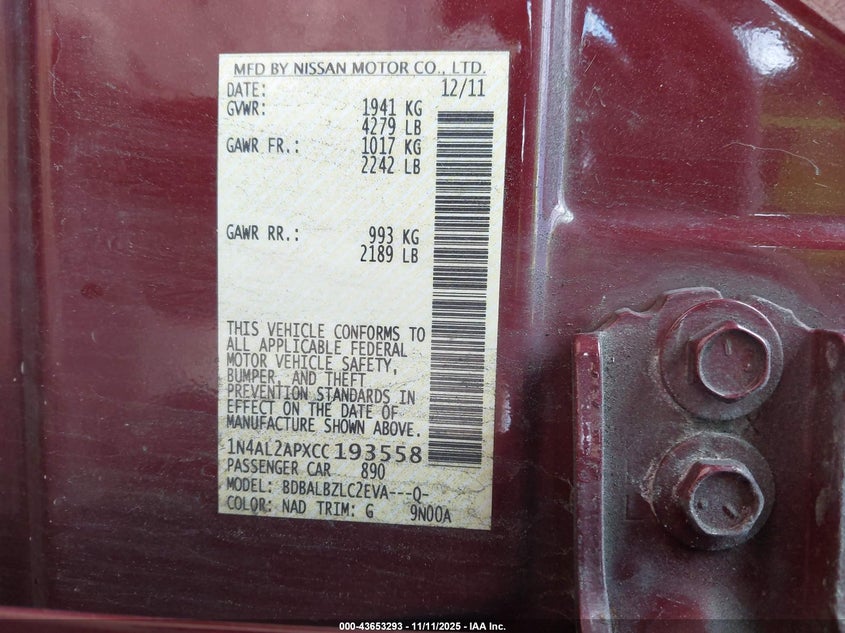 MFD BY NISSAN MOTOR CO., LTD.
DATE: 12/11
GVWR: 1941 KG
4279 LB
GAWR FR.: 1017 KG
2242 LB
GAWR RR.: 993 KG
2189 LB
THIS VEHICLE CONFORMS TO
ALL APPLICABLE FEDERAL
MOTOR VEHICLE SAFETY,
BUMPER, AND THEFT
PREVENTION STANDARDS IN
EFFECT ON THE DATE OF
MANUFACTURE SHOWN ABOVE.
1N4AL2APXCC 193558
PASSENGER CAR 890
MODEL: BDBALBZLC2EVA---Q-
COLOR: NAD TRIM: G 9N00A
000-43653293 - 11/11/2025 - IAA Inc.